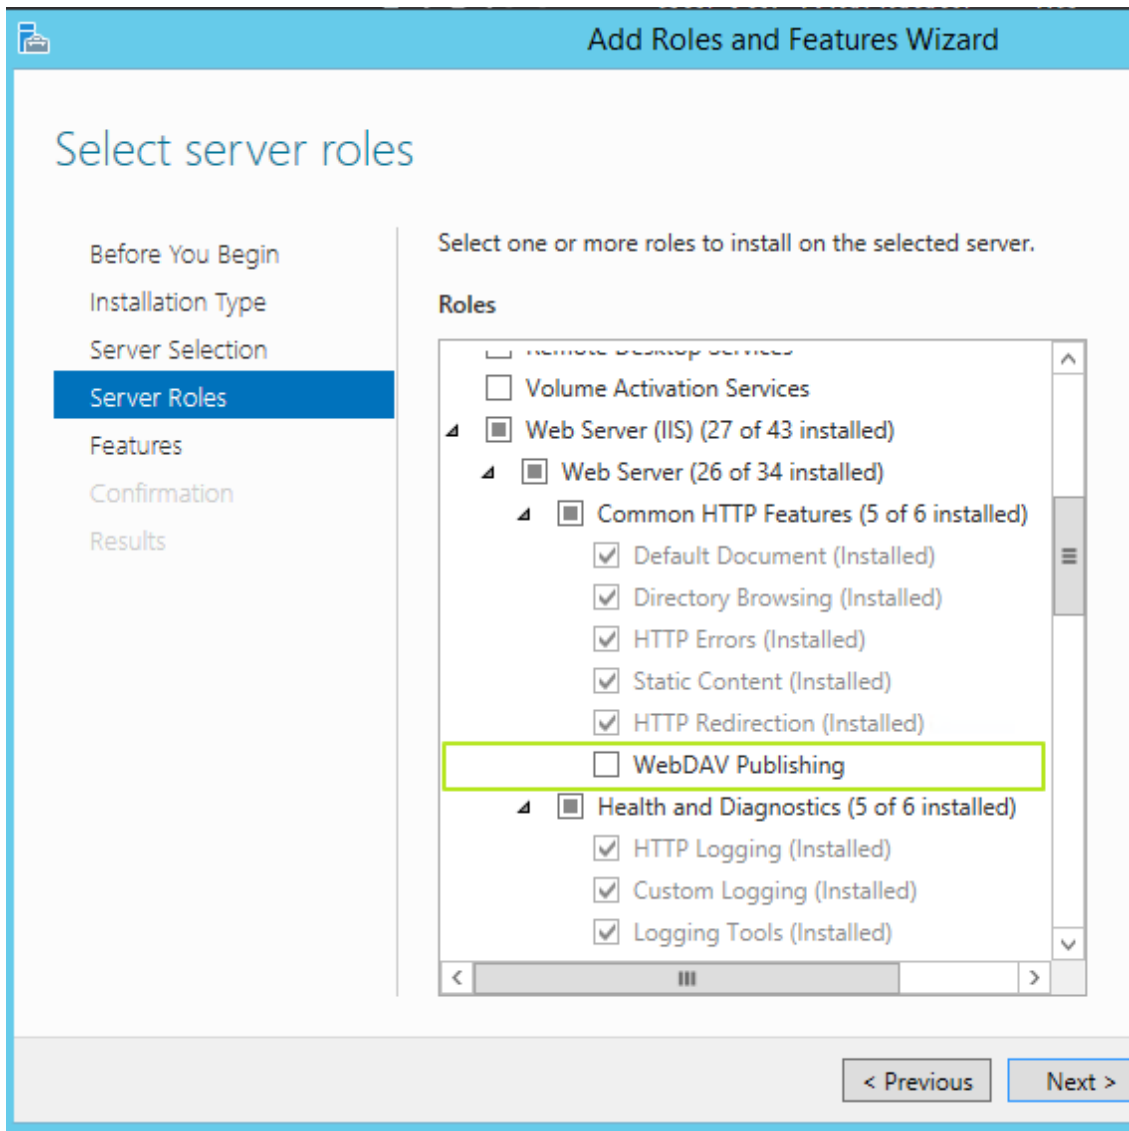 Add Roles and Features Wizard
Select server roles
Before You Begin
Installation Type
Server Selection
Server Roles
Features
Confirmation
Results
Select one or more roles to install on the selected server.
Roles
Remote Desktop Services
Volume Activation Services
Web Server (IIS) (27 of 43 installed)
Web Server (26 of 34 installed)
Common HTTP Features (5 of 6 installed)
Default Document (Installed)
Directory Browsing (Installed)
HTTP Errors (Installed)
Static Content (Installed)
HTTP Redirection (Installed)
WebDAV Publishing
Health and Diagnostics (5 of 6 installed)
HTTP Logging (Installed)
Custom Logging (Installed)
Logging Tools (Installed)
< Previous
Next >